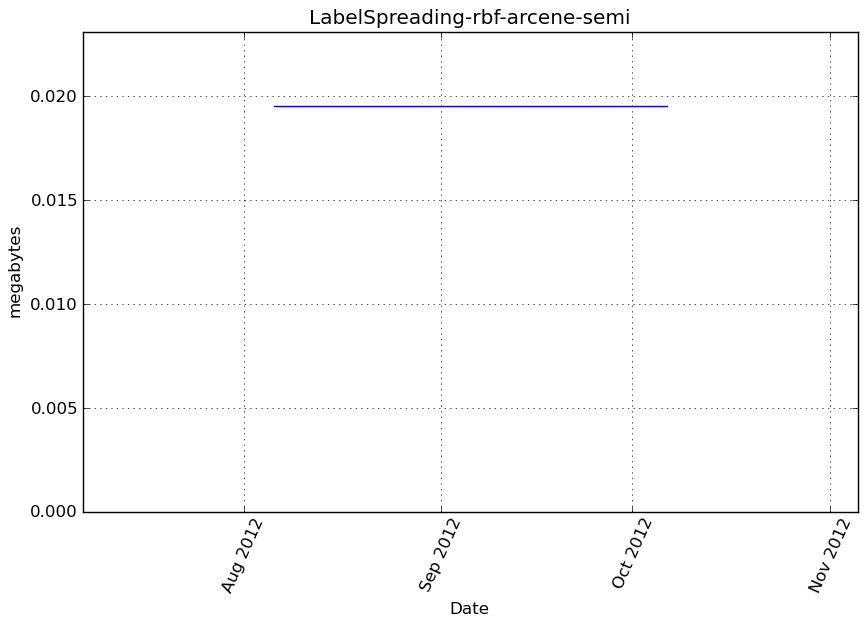 LabelSpreading-rbf-arcene-semi
0.020
0.015
0.010
0.005
0.000
megabytes
Aug 2012
Sep 2012
Oct 2012
Nov 2012
Date